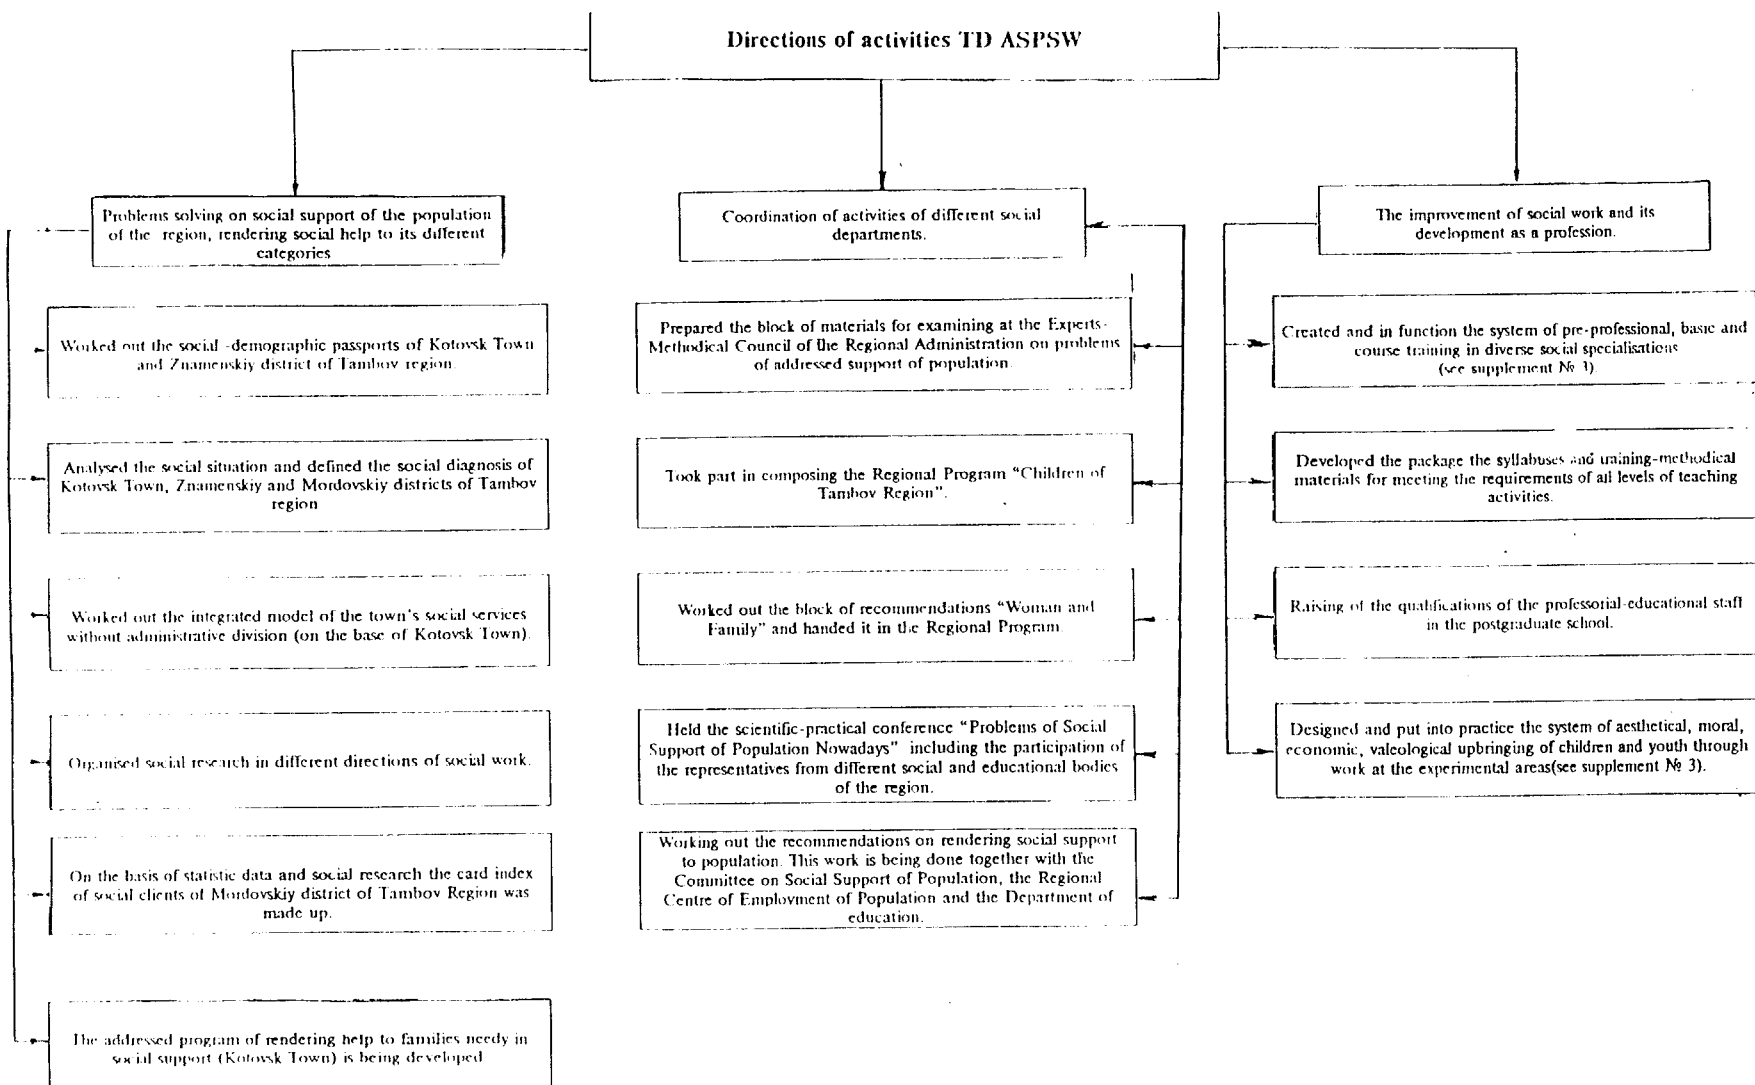 Directions of activities TD ASPSW
Problems solving on social support of the population
of the region, rendering social help to its different
categories
Worked out the social -demographic passports of Kotovsk Town
and Znamenskiy district of Tambov region.
Analysed the social situation and defined the social diagnosis of
Kotovsk Town, Znamenskiy and Mordovskiy districts of Tambov
region
Worked out the integrated model of the town's social services
without administrative division (on the base of Kotovsk Town).
Organised social research in different directions of social work.
On the basis of statistic data and social research the card index
of social clients of Mordovskiy district of Tambov Region was
made up.
The addressed program of rendering help to families needy in
social support (Kotovsk Town) is being developed
Coordination of activities of different social
departments.
Prepared the block of materials for examining at the Experts-
Methodical Council of the Regional Administration on problems
of addressed support of population.
Took part in composing the Regional Program “Children of
Tambov Region”.
Worked out the block of recommendations “Woman and
Family” and handed it in the Regional Program.
Held the scientific-practical conference “Problems of Social
Support of Population Nowadays” including the participation of
the representatives from different social and educational bodies
of the region.
Working out the recommendations on rendering social support
to population. This work is being done together with the
Committee on Social Support of Population, the Regional
Centre of Employment of Population and the Department of
education.
The improvement of social work and its
development as a profession.
Created and in function the system of pre-professional, basic and
course training in diverse social specialisations
(see supplement № 3).
Developed the package the syllabuses and training-methodical
materials for meeting the requirements of all levels of teaching
activities.
Raising of the qualifications of the professorial-educational staff
in the postgraduate school.
Designed and put into practice the system of aesthetical, moral,
economic, valeological upbringing of children and youth through
work at the experimental areas(see supplement № 3).